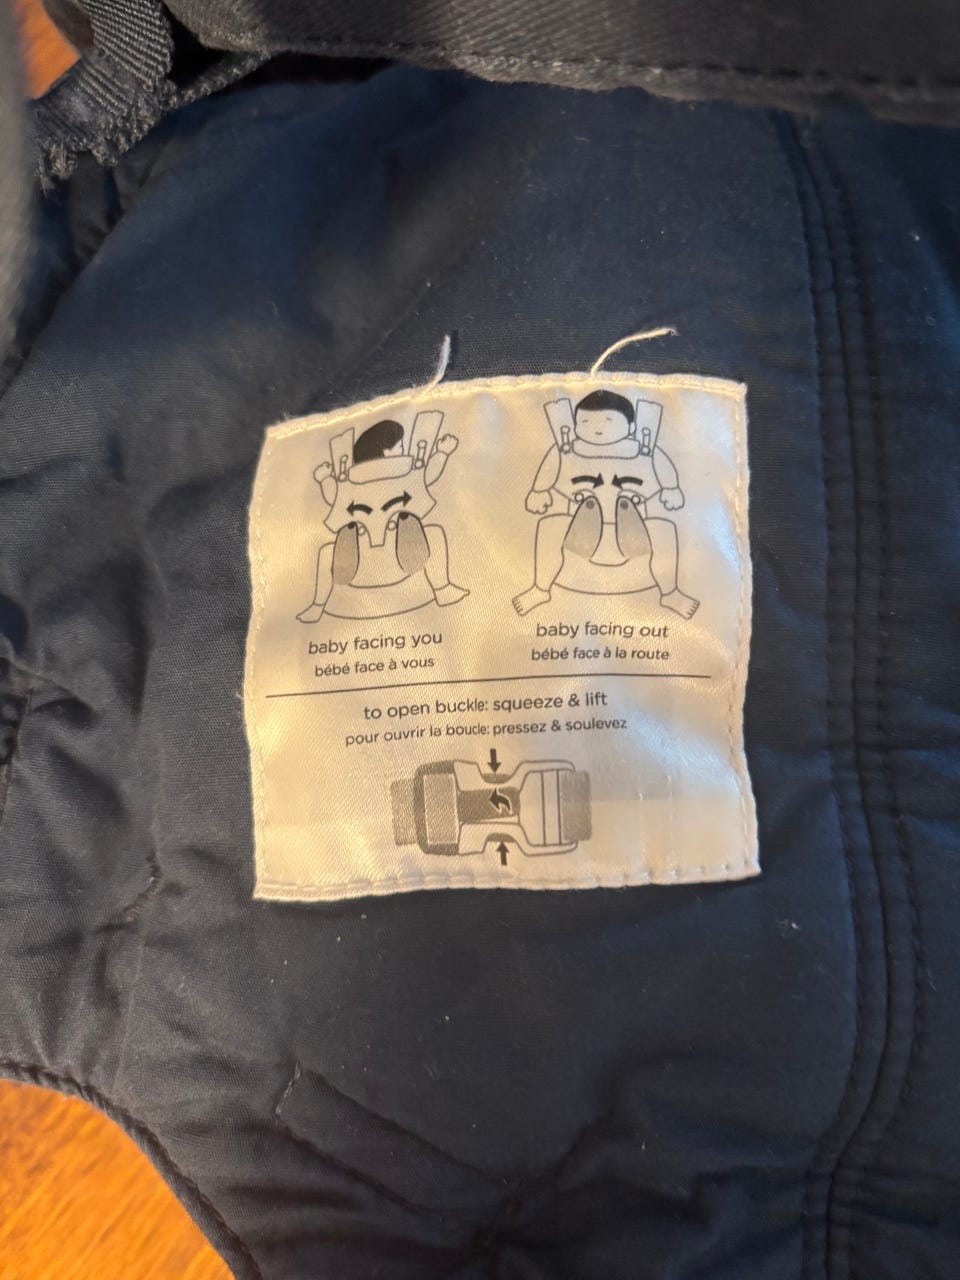 baby facing you
bébé face à vous
baby facing out
bébé face à la route
to open buckle: squeeze & lift
pour ouvrir la boucle: pressez & soulevez